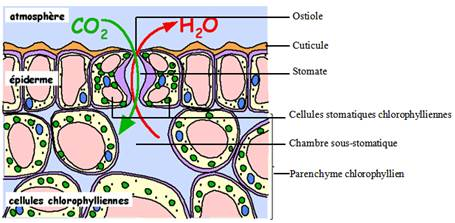 atmosphère
CO2
H2O
Ostiole
Cuticule
Stomate
épiderme
Cellules stomatiques chlorophylliennes
Chambre sous-stomatique
Parenchyme chlorophyllien
cellules chlorophylliennes